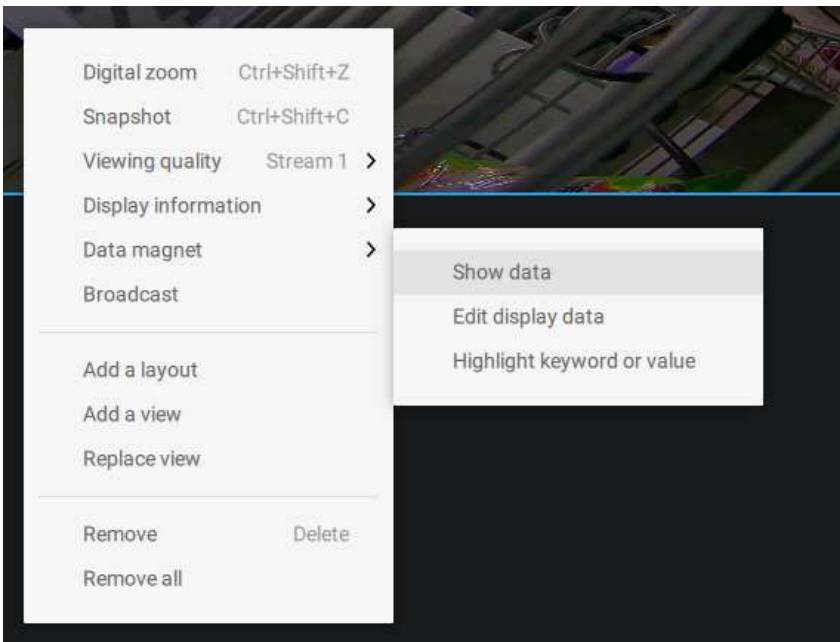 Digital zoom Ctrl+Shift+Z
Snapshot Ctrl+Shift+C
Viewing quality Stream 1
Display information
Data magnet
Broadcast
Add a layout
Add a view
Replace view
Remove Delete
Remove all
Show data
Edit display data
Highlight keyword or value